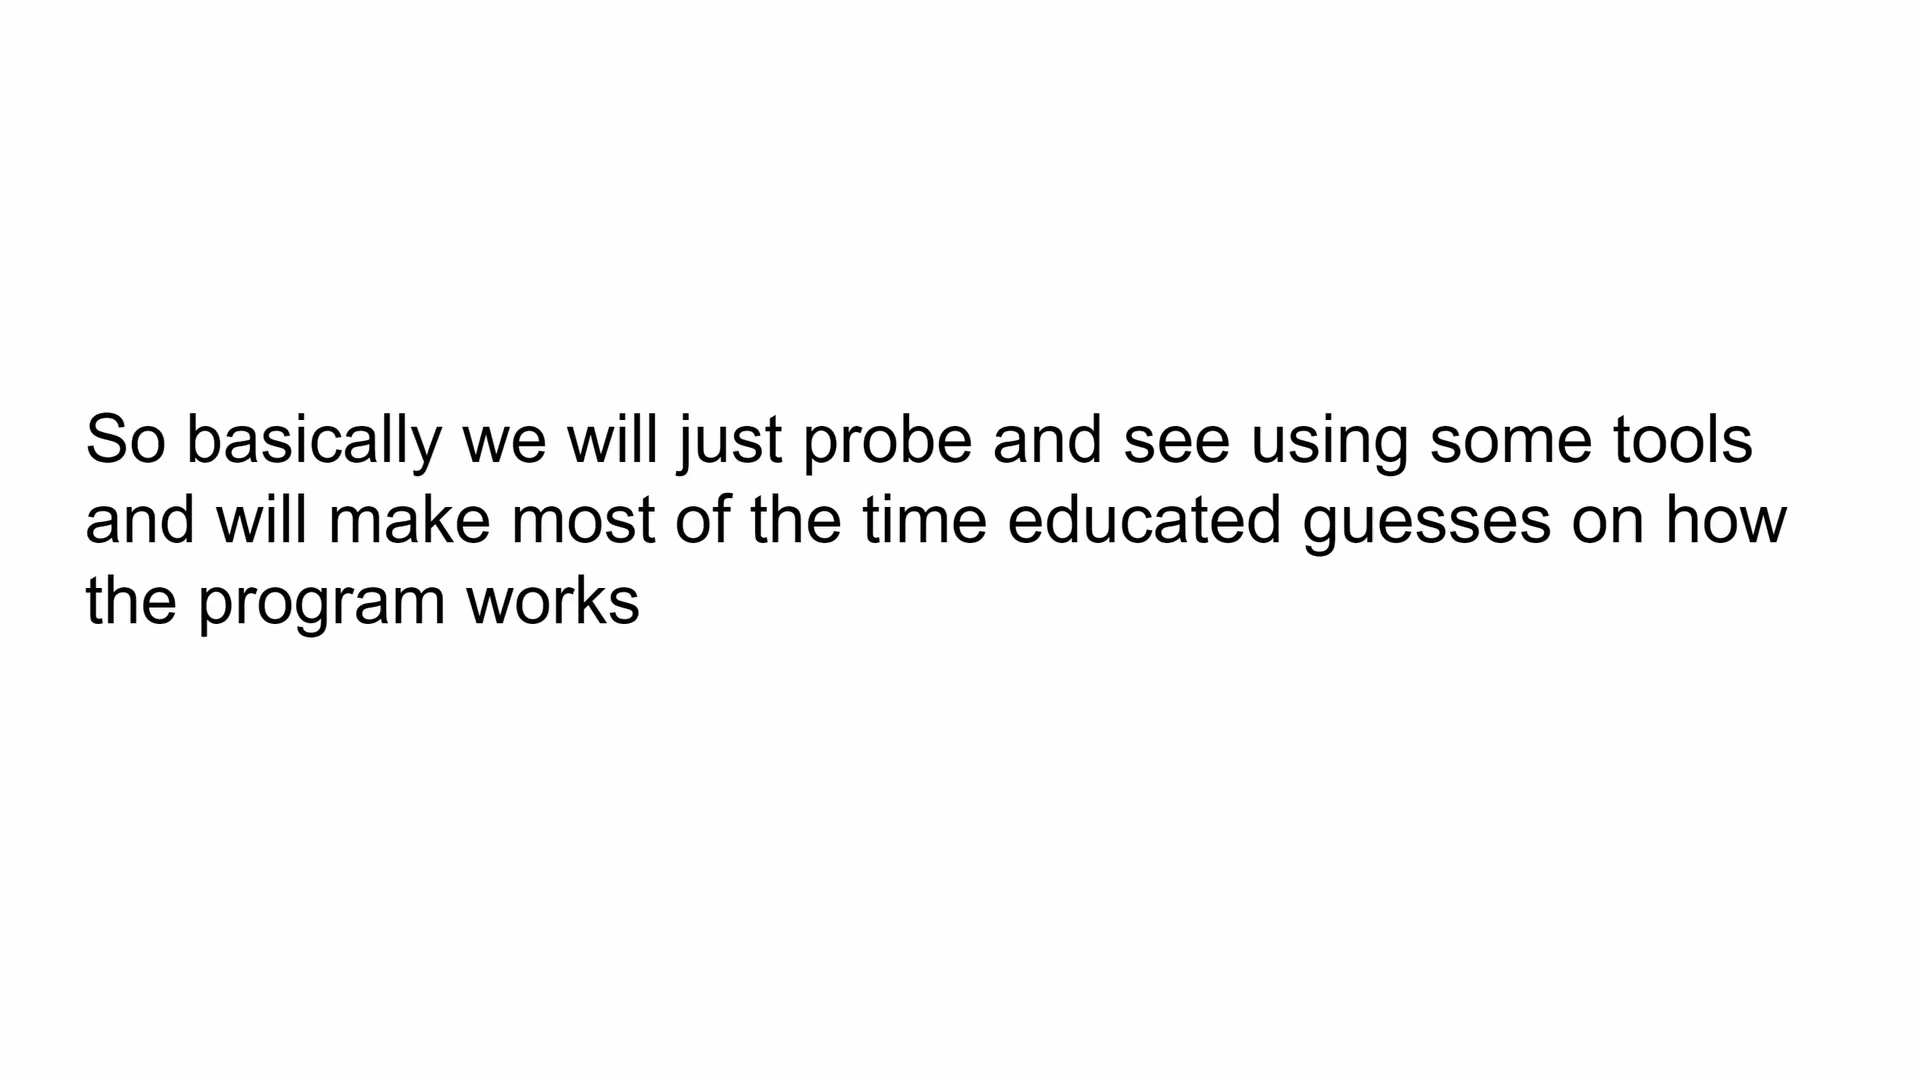 So basically we will just probe and see using some tools
and will make most of the time educated guesses on how
the program works